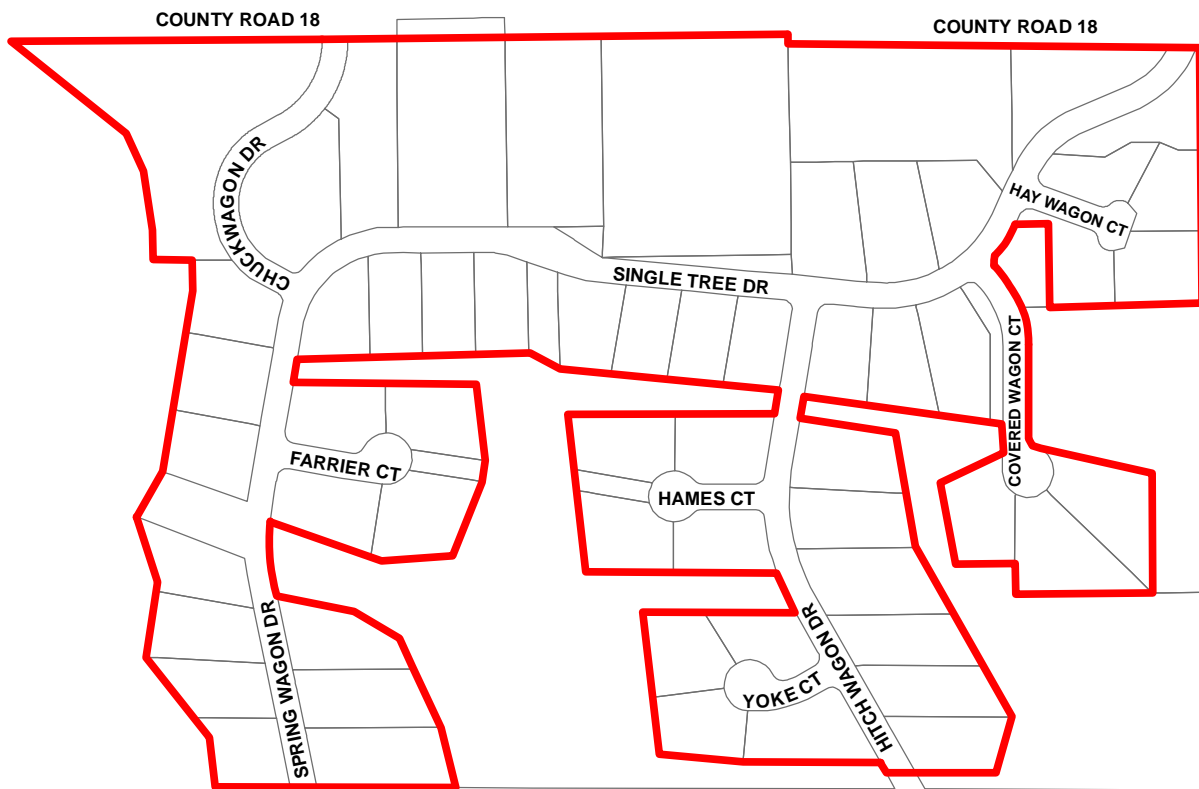 COUNTY ROAD 18
COUNTY ROAD 18
CHUCKWAGON DR
HAY WAGON CT
SINGLE TREE DR
COVERED WAGON CT
FARRIER CT
HAMES CT
SPRING WAGON DR
HITCH WAGON DR
YOKE CT